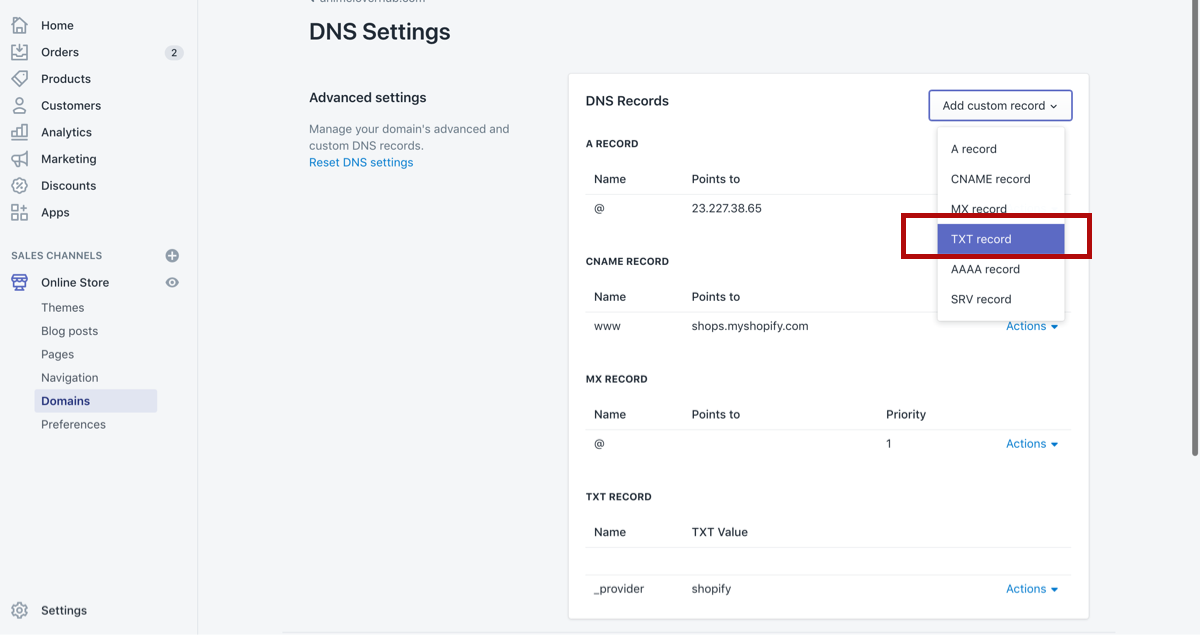 Home
Orders 2
Products
Customers
Analytics
Marketing
Discounts
Apps
SALES CHANNELS
Online Store
Themes
Blog posts
Pages
Navigation
Domains
Preferences
Settings
DNS Settings
Advanced settings
Manage your domain's advanced and
custom DNS records.
Reset DNS settings
DNS Records
Add custom record
A record
CNAME record
MX record
TXT record
AAAA record
SRV record
A RECORD
Name Points to
@ 23.227.38.65
CNAME RECORD
Name Points to
www shops.myshopify.com Actions
MX RECORD
Name Points to Priority
@ 1 Actions
TXT RECORD
Name TXT Value
_provider shopify Actions